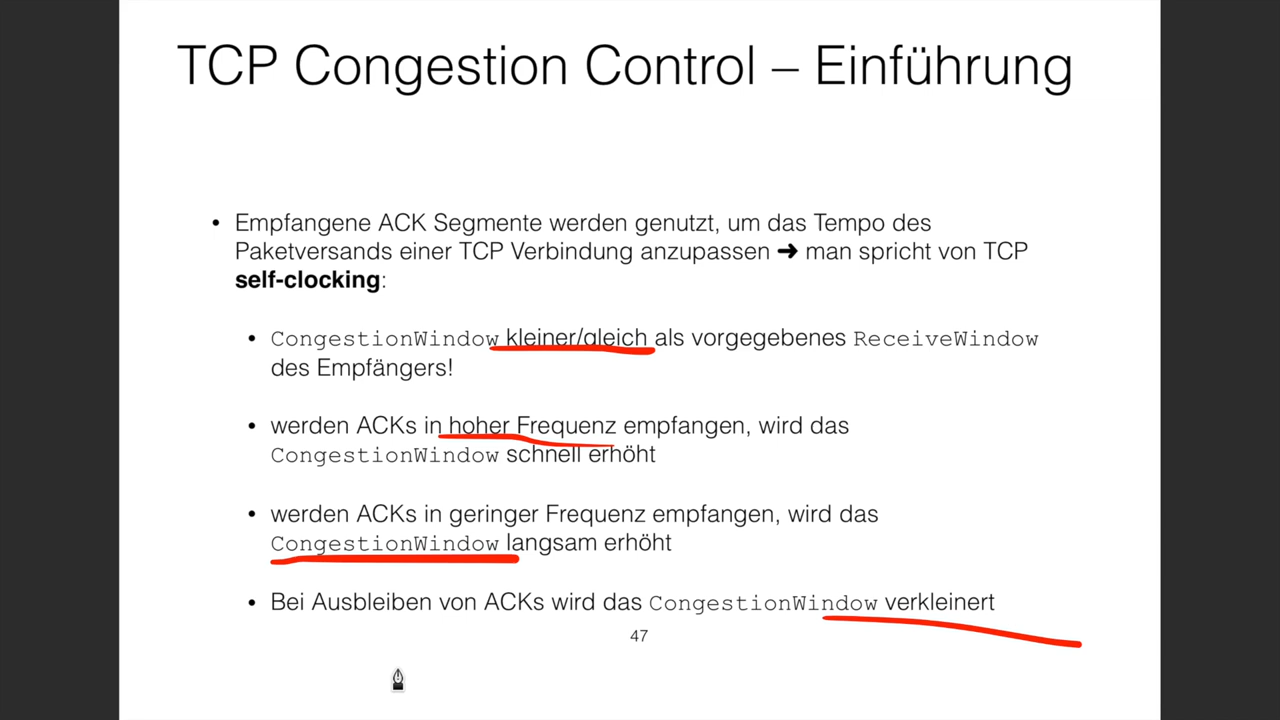 TCP Congestion Control – Einführung
• Empfangene ACK Segmente werden genutzt, um das Tempo des
Paketversands einer TCP Verbindung anzupassen ➜ man spricht von TCP
self-clocking:
• CongestionWindow kleiner/gleich als vorgegebenes ReceiveWindow
des Empfängers!
• werden ACKs in hoher Frequenz empfangen, wird das
CongestionWindow schnell erhöht
• werden ACKs in geringer Frequenz empfangen, wird das
CongestionWindow langsam erhöht
• Bei Ausbleiben von ACKs wird das CongestionWindow verkleinert
47